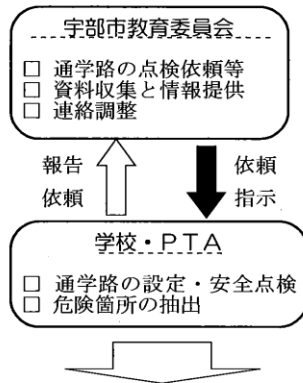 宇部市教育委員会
□ 通学路の点検依頼等
□ 資料収集と情報提供
□ 連絡調整
報告 依頼
依頼 指示
学校・ＰＴＡ
□ 通学路の設定・安全点検
□ 危険箇所の抽出